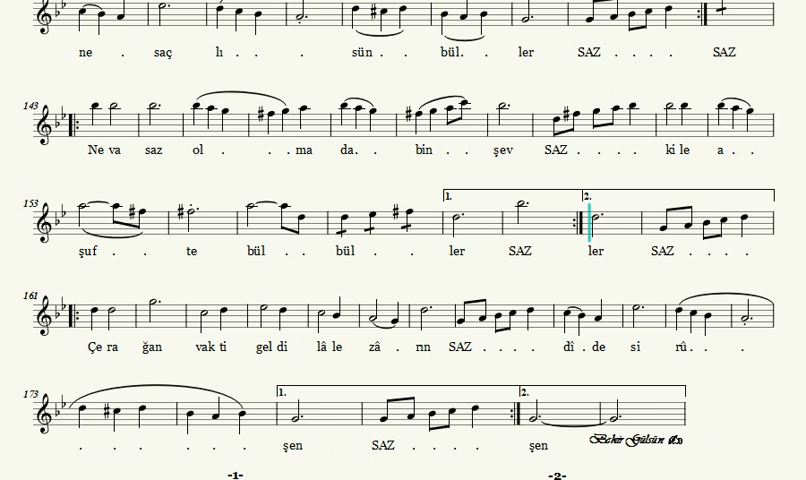 ne . saç lı . . . sün . . bül . . ler SAZ . . . . SAZ
143
Ne va saz ol . . . . ma da . . bin . . şev SAZ . . . . ki le a . .
153 1. 2.
şuf . . te bül . . bül . . . ler SAZ ler SAZ . . . .
161
Çe ra ğan vak ti gel di lâ le zâ . rın SAZ . . . . dî . de si rû . . .
173 1. 2.
. . . . . . şen SAZ . . . . şen
-1- -2-